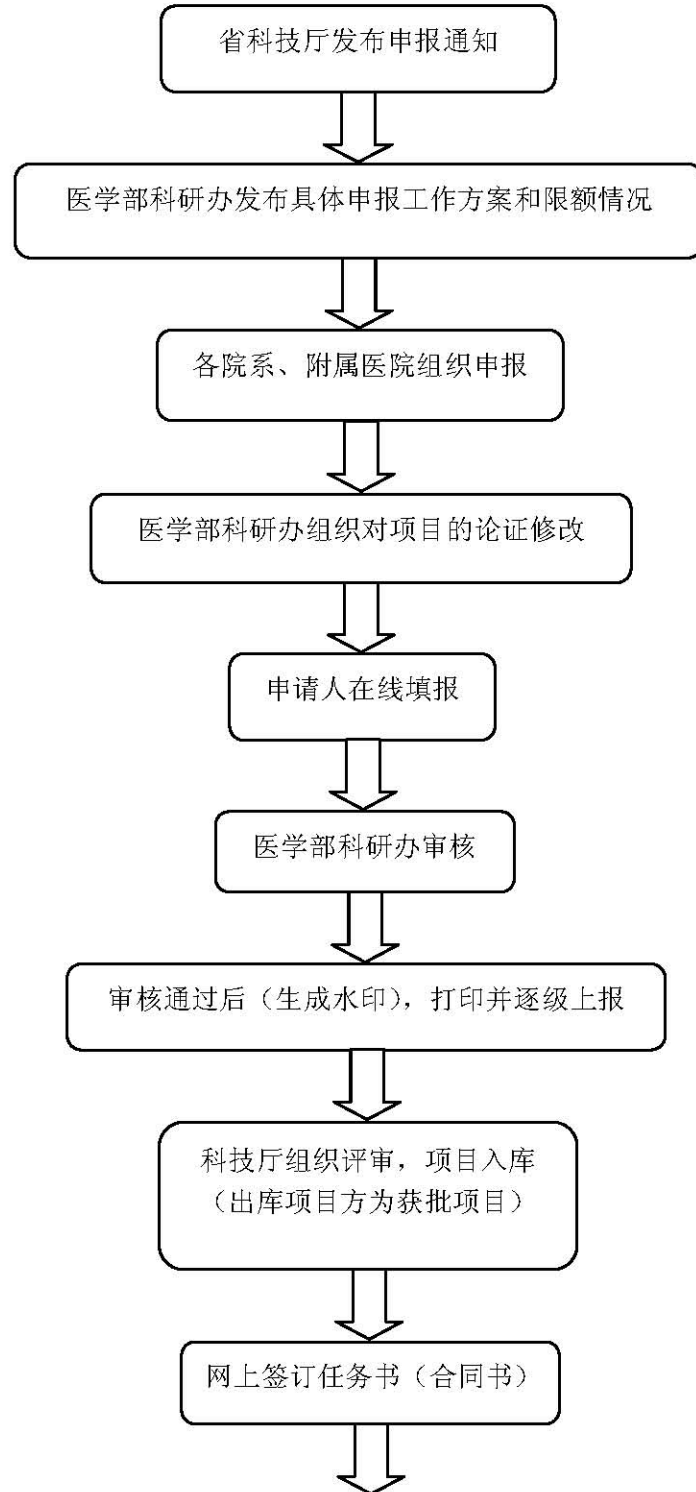 省科技厅发布申报通知
医学部科研办发布具体申报工作方案和限额情况
各院系、附属医院组织申报
医学部科研办组织对项目的论证修改
申请人在线填报
医学部科研办审核
审核通过后（生成水印），打印并逐级上报
科技厅组织评审，项目入库
（出库项目方为获批项目）
网上签订任务书（合同书）